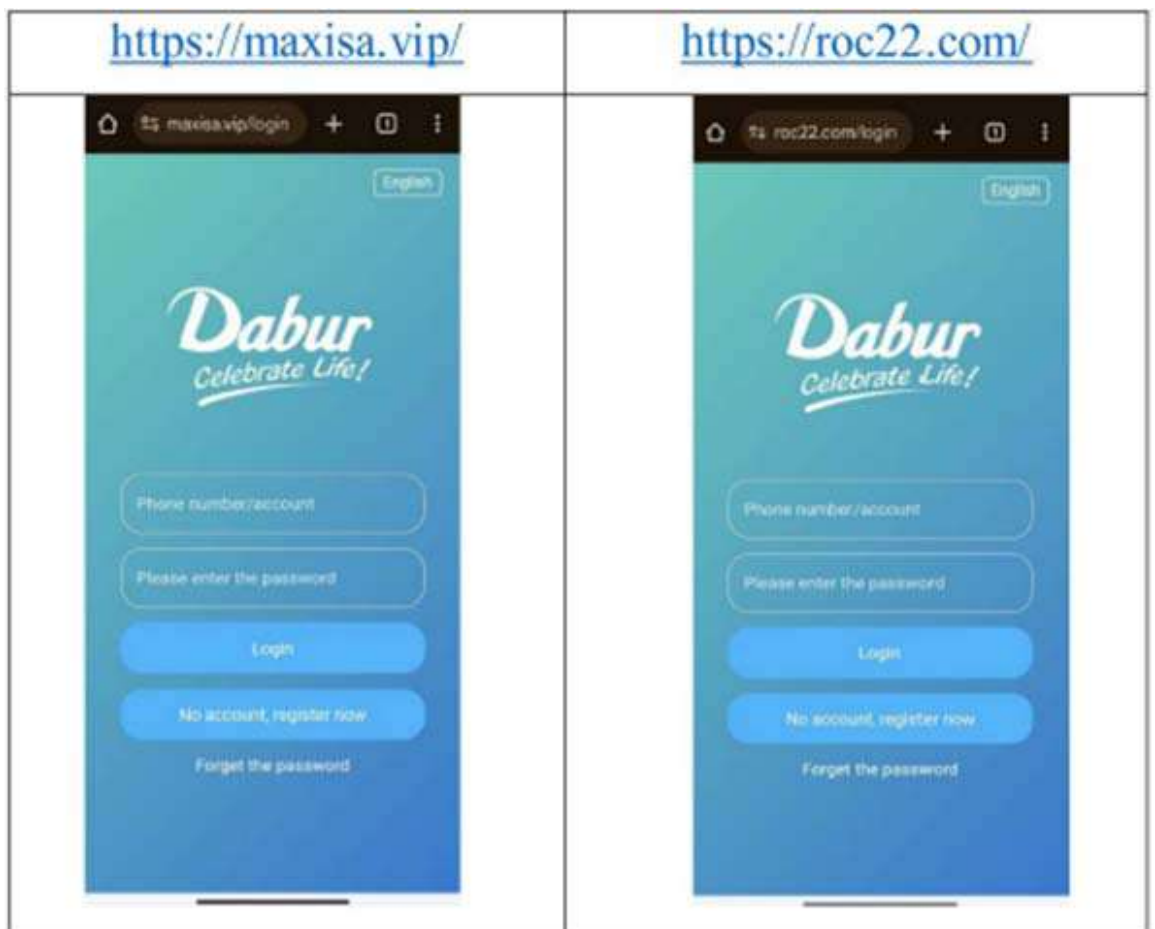 https://maxisa.vip/
https://roc22.com/
maxisa.vip/login
English
Dabur
Celebrate Life!
Phone number/account
Please enter the password
Login
No account, register now
Forget the password
roc22.com/login
English
Dabur
Celebrate Life!
Phone number/account
Please enter the password
Login
No account, register now
Forget the password